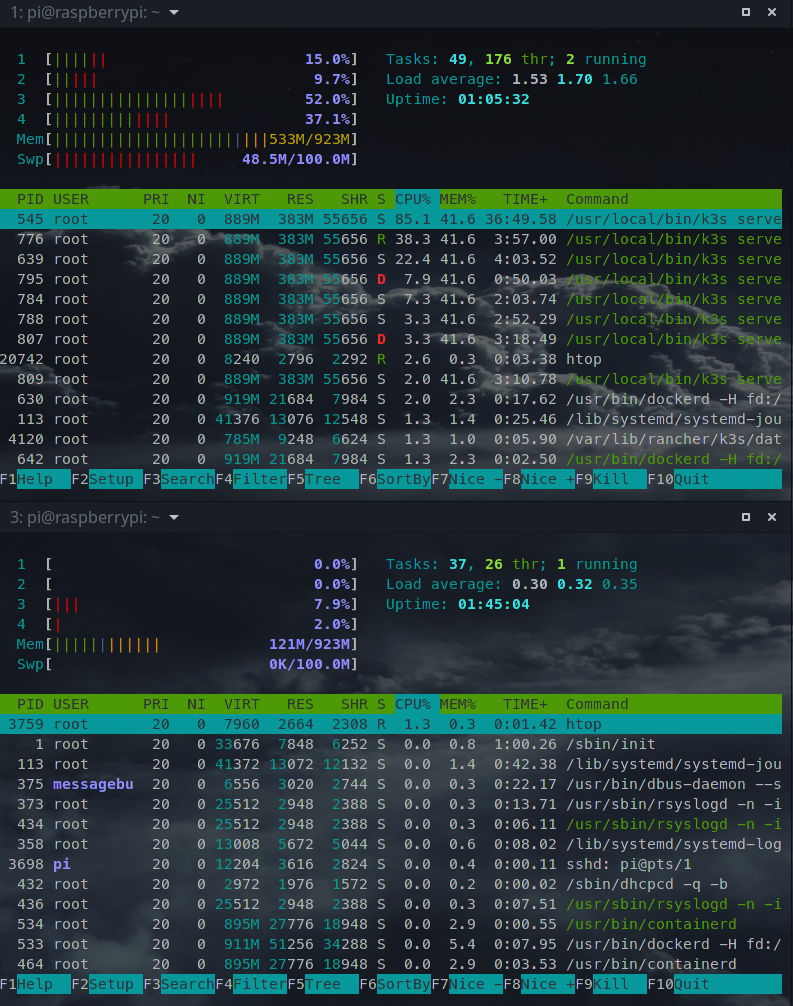 1: pi@raspberrypi: ~
1 [|||||| 15.0%] Tasks: 49, 176 thr; 2 running
2 [||||| 9.7%] Load average: 1.53 1.70 1.66
3 [|||||||||||||||||||| 52.0%] Uptime: 01:05:32
4 [|||||||||||||| 37.1%]
Mem[|||||||||||||||||||||||||533M/923M]
Swp[||||||||||||||||| 48.5M/100.0M]
PID USER PRI NI VIRT RES SHR S CPU% MEM% TIME+ Command
545 root 20 0 889M 383M 55656 S 85.1 41.6 36:49.58 /usr/local/bin/k3s serve
776 root 20 0 889M 383M 55656 R 38.3 41.6 3:57.00 /usr/local/bin/k3s serve
639 root 20 0 889M 383M 55656 S 22.4 41.6 4:03.52 /usr/local/bin/k3s serve
795 root 20 0 889M 383M 55656 D 7.9 41.6 0:50.03 /usr/local/bin/k3s serve
784 root 20 0 889M 383M 55656 S 7.3 41.6 2:03.74 /usr/local/bin/k3s serve
788 root 20 0 889M 383M 55656 S 3.3 41.6 2:52.29 /usr/local/bin/k3s serve
807 root 20 0 889M 383M 55656 D 3.3 41.6 3:18.49 /usr/local/bin/k3s serve
20742 root 20 0 8240 2796 2292 R 2.6 0.3 0:03.38 htop
809 root 20 0 889M 383M 55656 S 2.0 41.6 3:10.78 /usr/local/bin/k3s serve
630 root 20 0 919M 21684 7984 S 2.0 2.3 0:17.62 /usr/bin/dockerd -H fd:/
113 root 20 0 41376 13076 12548 S 1.3 1.4 0:25.46 /lib/systemd/systemd-jou
4120 root 20 0 785M 9248 6624 S 1.3 1.0 0:05.90 /var/lib/rancher/k3s/dat
642 root 20 0 919M 21684 7984 S 1.3 2.3 0:02.50 /usr/bin/dockerd -H fd:/
F1Help F2Setup F3SearchF4FilterF5Tree F6SortByF7Nice -F8Nice +F9Kill F10Quit
3: pi@raspberrypi: ~
1 [ 0.0%] Tasks: 37, 26 thr; 1 running
2 [ 0.0%] Load average: 0.30 0.32 0.35
3 [||| 7.9%] Uptime: 01:45:04
4 [| 2.0%]
Mem[||||||||||||| 121M/923M]
Swp[ 0K/100.0M]
PID USER PRI NI VIRT RES SHR S CPU% MEM% TIME+ Command
3759 root 20 0 7960 2664 2308 R 1.3 0.3 0:01.42 htop
1 root 20 0 33676 7848 6252 S 0.0 0.8 1:00.26 /sbin/init
113 root 20 0 41372 13072 12132 S 0.0 1.4 0:42.38 /lib/systemd/systemd-jou
375 messagebu 20 0 6556 3020 2744 S 0.0 0.3 0:22.17 /usr/bin/dbus-daemon --s
373 root 20 0 25512 2948 2388 S 0.0 0.3 0:13.71 /usr/sbin/rsyslogd -n -i
434 root 20 0 25512 2948 2388 S 0.0 0.3 0:06.11 /usr/sbin/rsyslogd -n -i
358 root 20 0 13008 5672 5044 S 0.0 0.6 0:08.02 /lib/systemd/systemd-log
3698 pi 20 0 12204 3616 2824 S 0.0 0.4 0:00.11 sshd: pi@pts/1
432 root 20 0 2972 1976 1572 S 0.0 0.2 0:00.02 /sbin/dhcpcd -q -b
436 root 20 0 25512 2948 2388 S 0.0 0.3 0:07.51 /usr/sbin/rsyslogd -n -i
534 root 20 0 895M 27776 18948 S 0.0 2.9 0:00.55 /usr/bin/containerd
533 root 20 0 911M 51256 34288 S 0.0 5.4 0:07.95 /usr/bin/dockerd -H fd:/
464 root 20 0 895M 27776 18948 S 0.0 2.9 0:03.53 /usr/bin/containerd
F1Help F2Setup F3SearchF4FilterF5Tree F6SortByF7Nice -F8Nice +F9Kill F10Quit